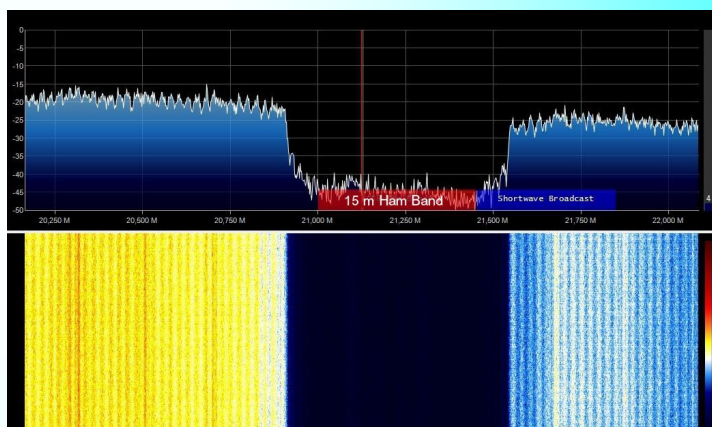 0
-5
-10
-15
-20
-25
-30
-35
-40
-45
-50
15 m Ham Band
Shortwave Broadcast
4
20,250 M
20,500 M
20,750 M
21,000 M
21,250 M
21,500 M
21,750 M
22,000 M